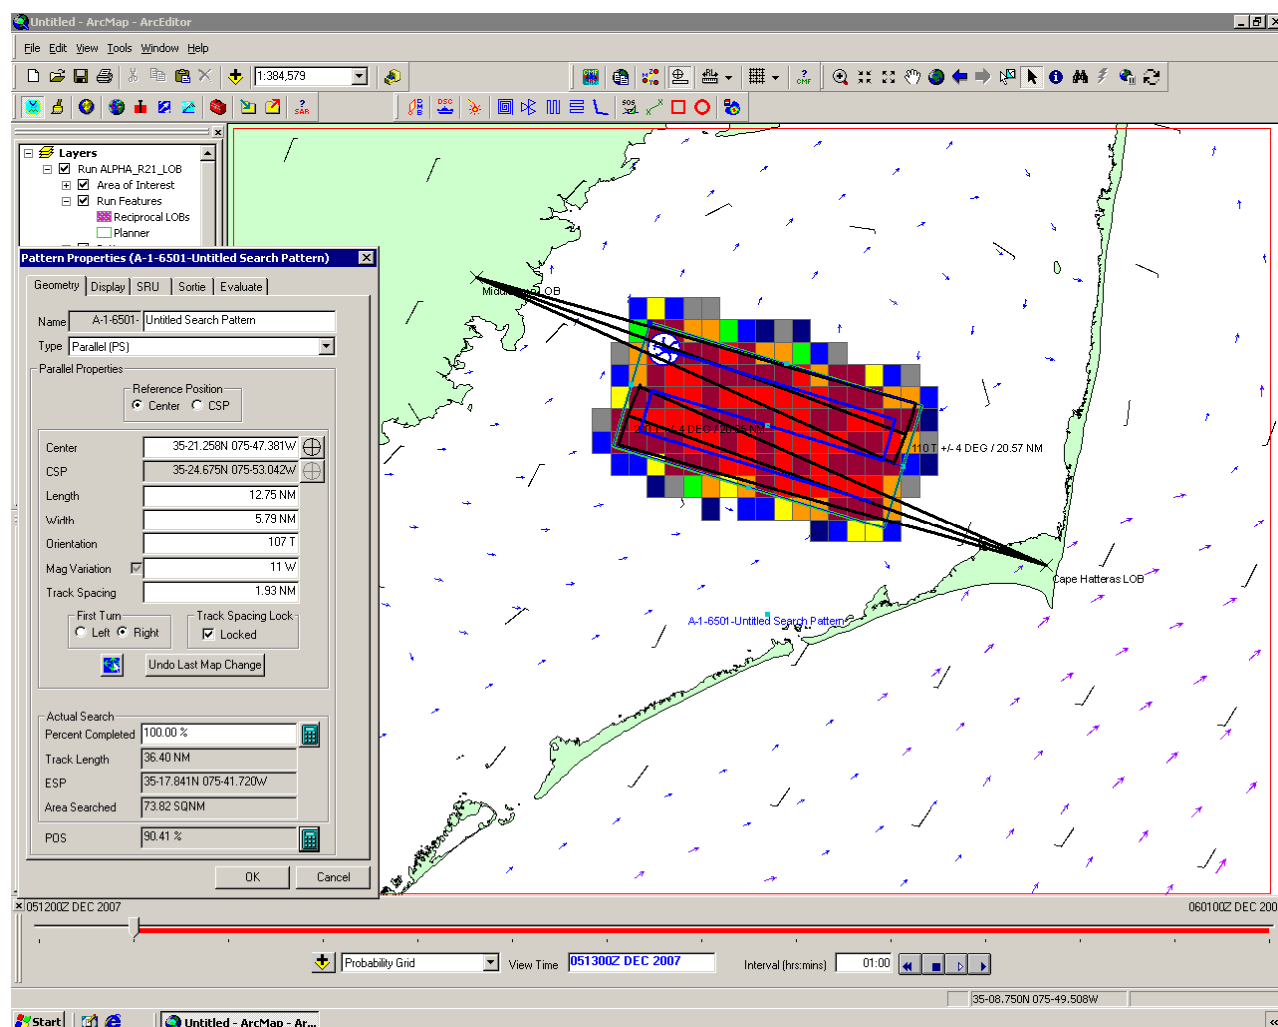 Untitled - ArcMap - ArcEditor
File Edit View Tools Window Help
1:384,579
Layers
Run ALPHA_R21_LOB
Area of Interest
Run Features
Reciprocal LOBs
Planner
Pattern Properties (A-1-6501-Untitled Search Pattern)
Geometry Display SRU Sortie Evaluate
Name A-1-6501- Untitled Search Pattern
Type Parallel (PS)
Parallel Properties
Reference Position
Center CSP
Center 35-21.258N 075-47.381W
CSP 35-24.675N 075-53.042W
Length 12.75 NM
Width 5.79 NM
Orientation 107 T
Mag Variation 11 W
Track Spacing 1.93 NM
First Turn
Left Right
Track Spacing Lock
Locked
Undo Last Map Change
Actual Search
Percent Completed 100.00 %
Track Length 36.40 NM
ESP 35-17.841N 075-41.720W
Area Searched 73.82 SQNM
POS 90.41 %
OK Cancel
LOB
+/- 4 DEG /
NM
110 T +/- 4 DEG / 20.57 NM
Cape Hatteras LOB
A-1-6501-Untitled Search Pattern
051200Z DEC 2007
060100Z DEC 200
Probability Grid
View Time 051300Z DEC 2007
Interval (hrs:mins) 01:00
35-08.750N 075-49.508W
Start
Untitled - ArcMap - Ar...